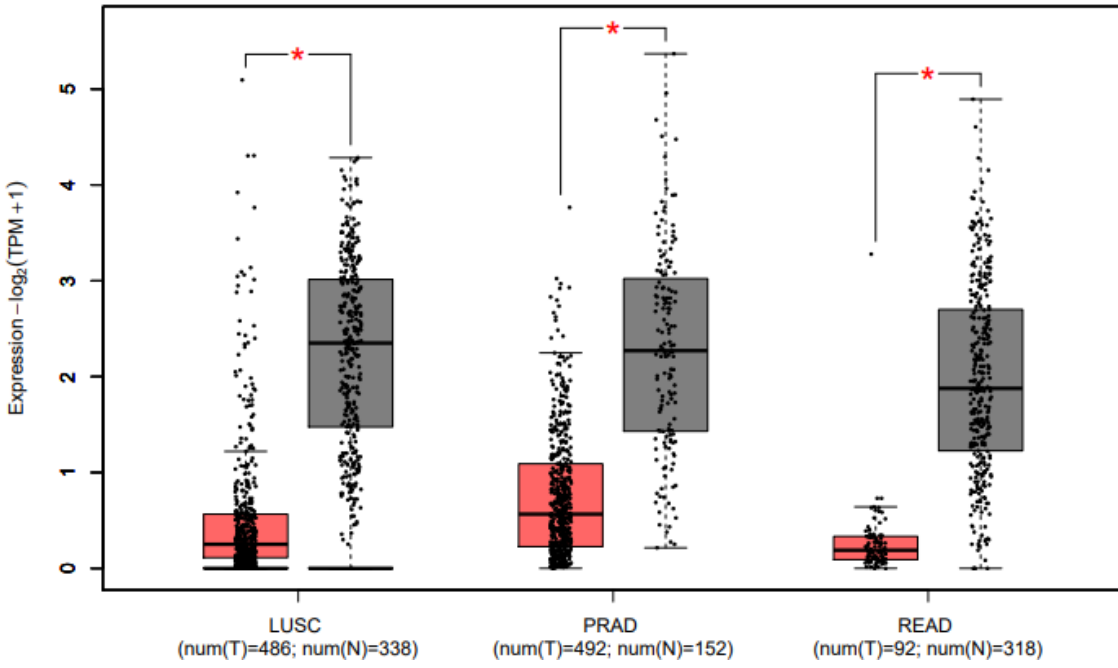 Expression – log₂(TPM + 1)
5
4
3
2
1
0
*
*
*
LUSC
(num(T)=486; num(N)=338)
PRAD
(num(T)=492; num(N)=152)
READ
(num(T)=92; num(N)=318)